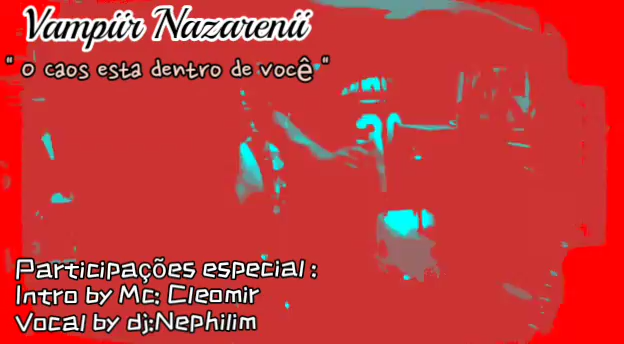 Vampiir Nazarenii
" o caos esta dentro de você "
Participações especial :
Intro by Mc: Cleomir
Vocal by dj:Nephilim